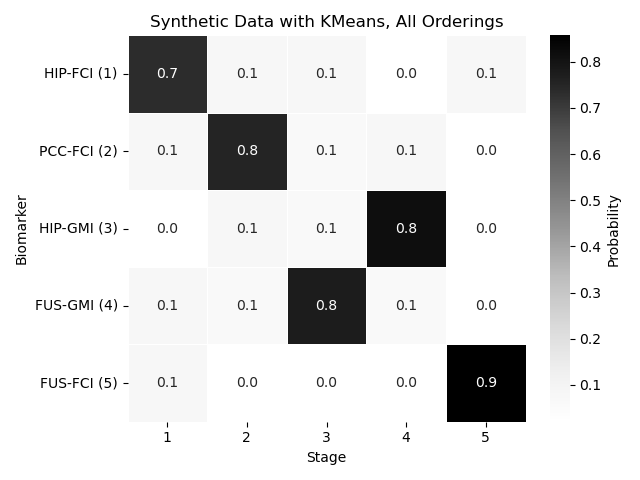 Synthetic Data with KMeans, All Orderings
HIP-FCI (1) 0.7 0.1 0.1 0.0 0.1
PCC-FCI (2) 0.1 0.8 0.1 0.1 0.0
HIP-GMI (3) 0.0 0.1 0.1 0.8 0.0
FUS-GMI (4) 0.1 0.1 0.8 0.1 0.0
FUS-FCI (5) 0.1 0.0 0.0 0.0 0.9
1 2 3 4 5
Stage
Biomarker
0.8
0.7
0.6
0.5
0.4
0.3
0.2
0.1
Probability